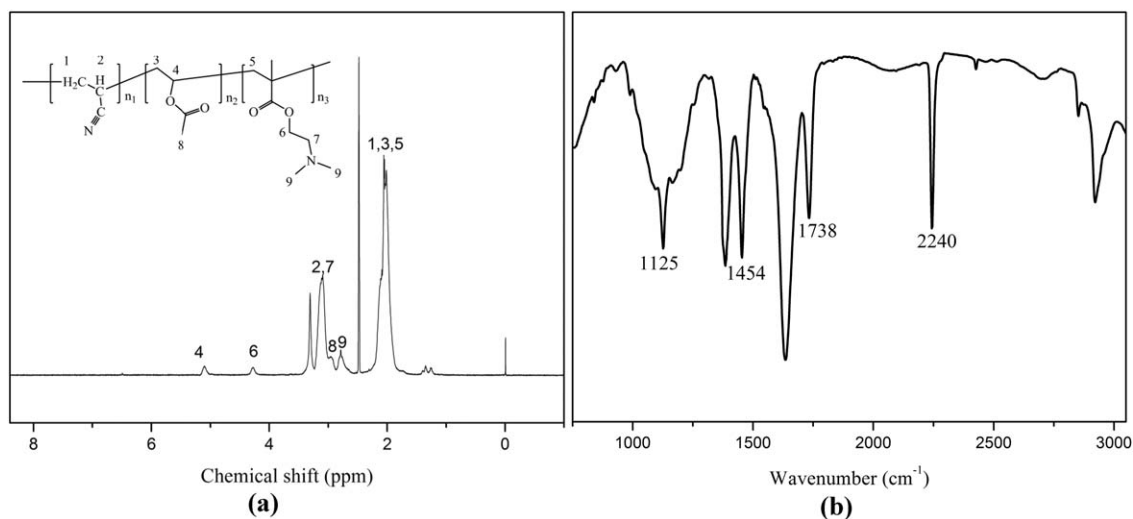 1 2 3 4 5
H₂C H C n₁ n₂ n₃
N O O O O
8 6 7
N 9 9
1,3,5
2,7
8 9
4 6
8 6 4 2 0
Chemical shift (ppm)
(a)
1125 1454 1738 2240
1000 1500 2000 2500 3000
Wavenumber (cm⁻¹)
(b)